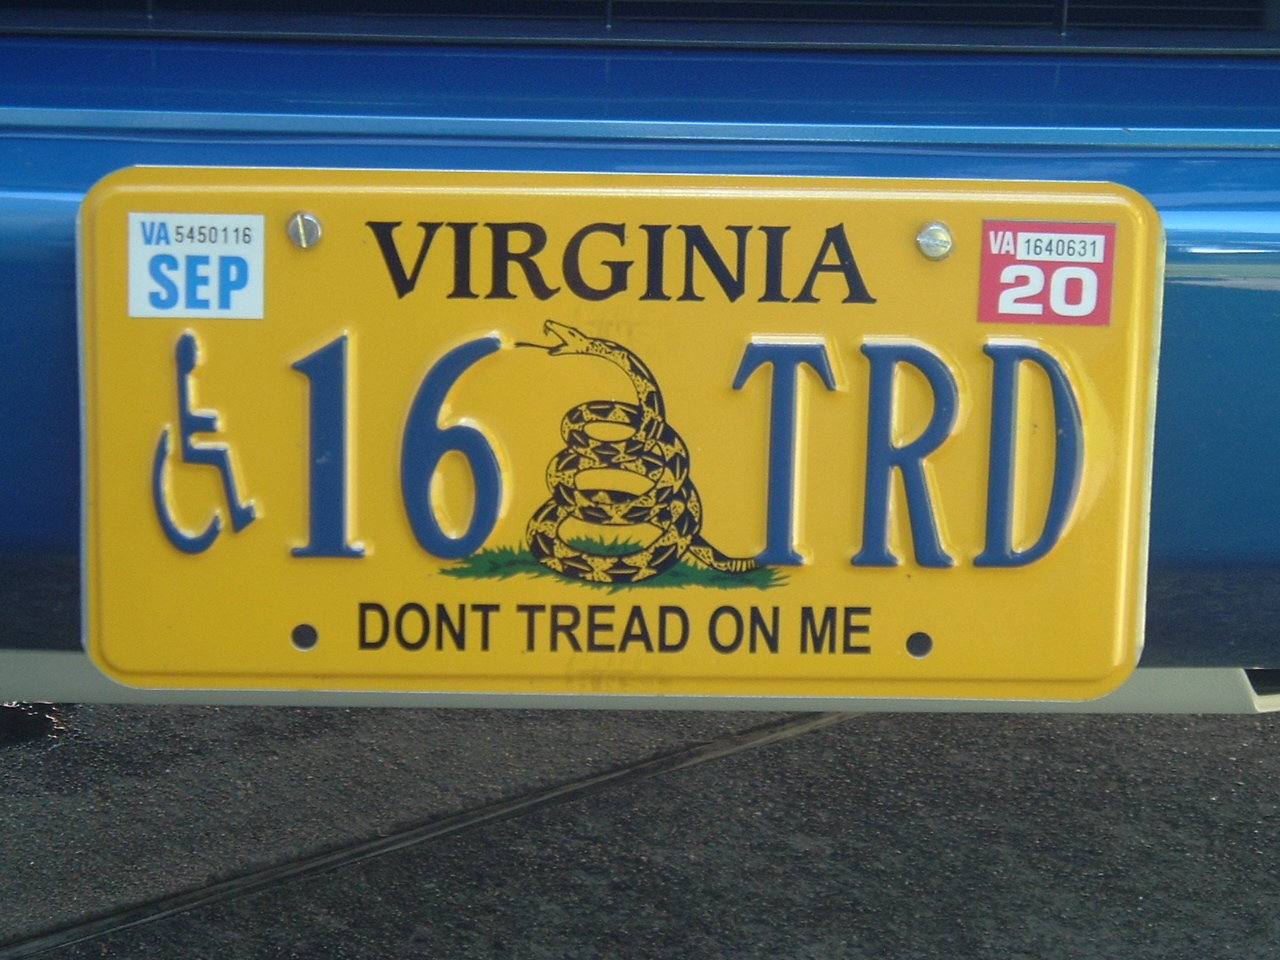 VA 5450116
SEP
VIRGINIA
VA 1640631
20
16 TRD
DONT TREAD ON ME